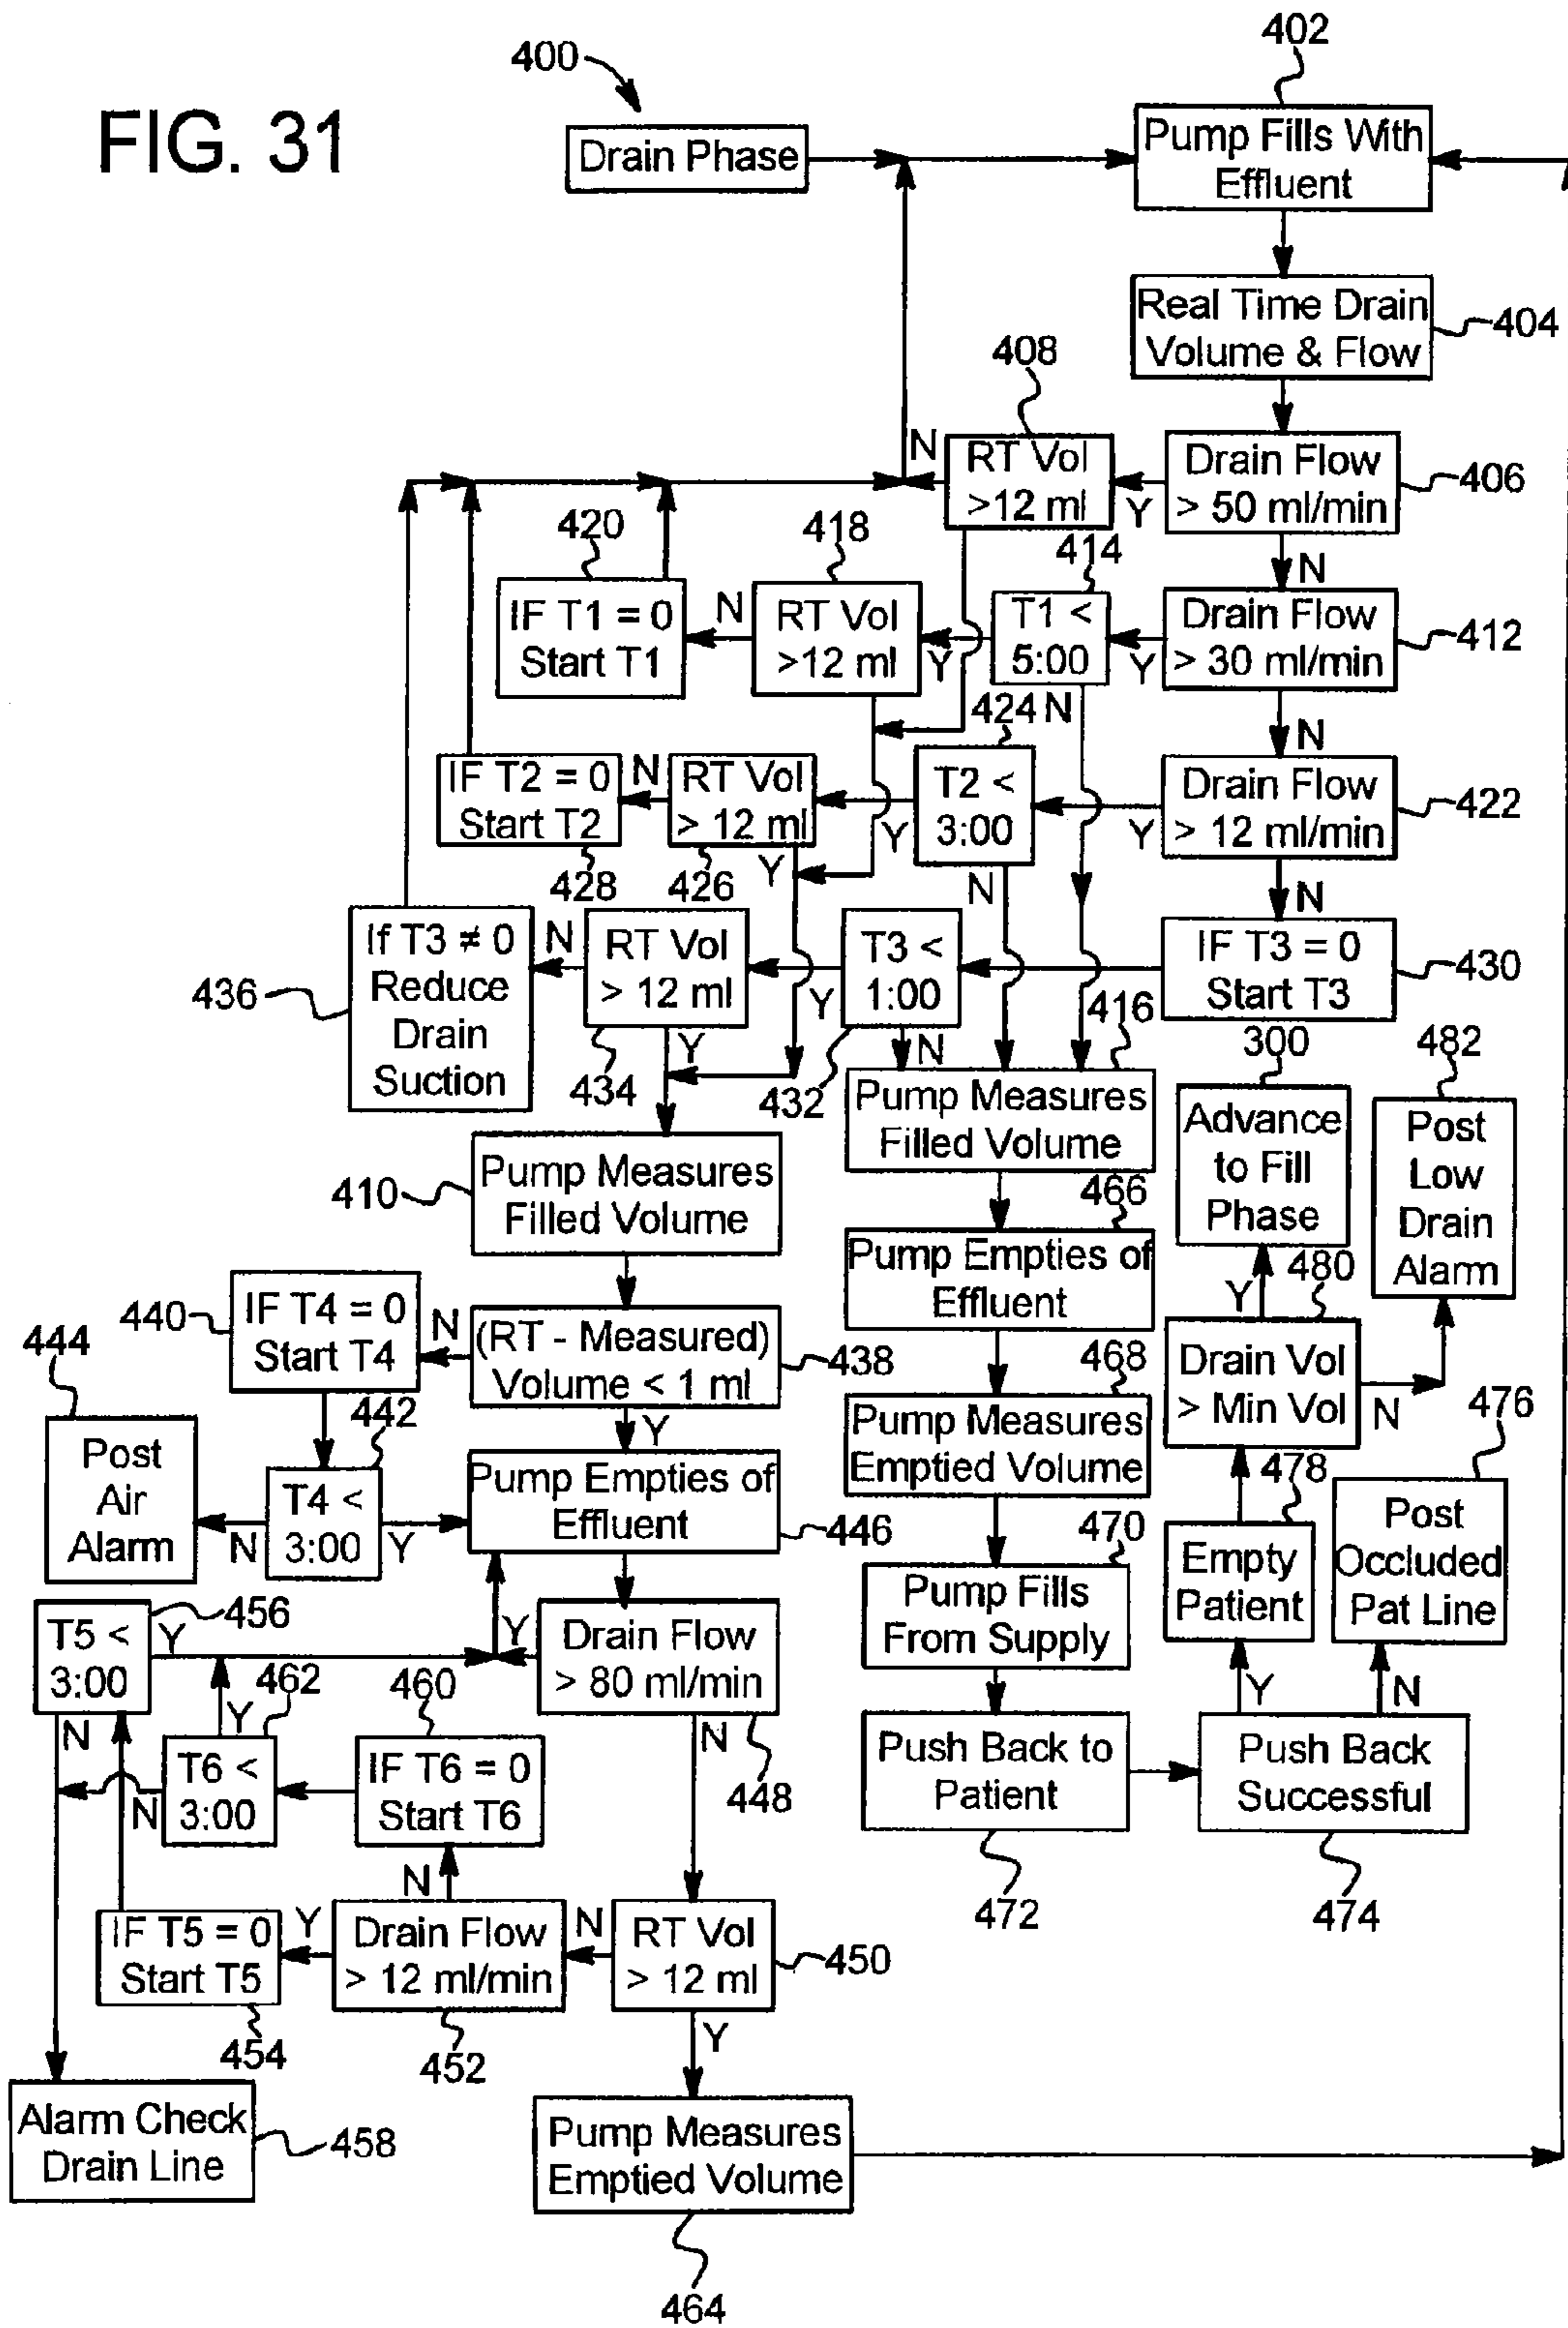 FIG. 31
400
402
Drain Phase
Pump Fills With
Effluent
Real Time Drain
Volume & Flow
404
408
N
RT Vol
>12 ml
Y
Drain Flow
> 50 ml/min
406
N
420
418
414
IF T1 = 0
Start T1
N
RT Vol
>12 ml
Y
T1 <
5:00
Y
Drain Flow
> 30 ml/min
412
N
424
N
IF T2 = 0
Start T2
N
RT Vol
> 12 ml
Y
T2 <
3:00
Y
Drain Flow
> 12 ml/min
422
428
426
Y
N
N
If T3 ≠ 0
Reduce
Drain
Suction
436
N
RT Vol
> 12 ml
Y
T3 <
1:00
IF T3 = 0
Start T3
430
434
Y
432
N
416
300
482
Pump Measures
Filled Volume
410
Pump Measures
Filled Volume
Advance
to Fill
Phase
Post
Low
Drain
Alarm
466
Pump Empties of
Effluent
Y
480
440
IF T4 = 0
Start T4
N
(RT - Measured)
Volume < 1 ml
438
Y
468
Drain Vol
> Min Vol
N
444
442
Post
Air
Alarm
N
T4 <
3:00
Y
Pump Empties of
Effluent
446
Pump Measures
Emptied Volume
478
476
470
Empty
Patient
Post
Occluded
Pat Line
456
T5 <
3:00
Y
Y
Drain Flow
> 80 ml/min
Pump Fills
From Supply
Y
N
N
462
460
Y
N
448
T6 <
3:00
N
IF T6 = 0
Start T6
Push Back to
Patient
Push Back
Successful
472
474
N
IF T5 = 0
Start T5
Y
Drain Flow
> 12 ml/min
N
RT Vol
> 12 ml
450
454
452
Y
Alarm Check
Drain Line
458
Pump Measures
Emptied Volume
464